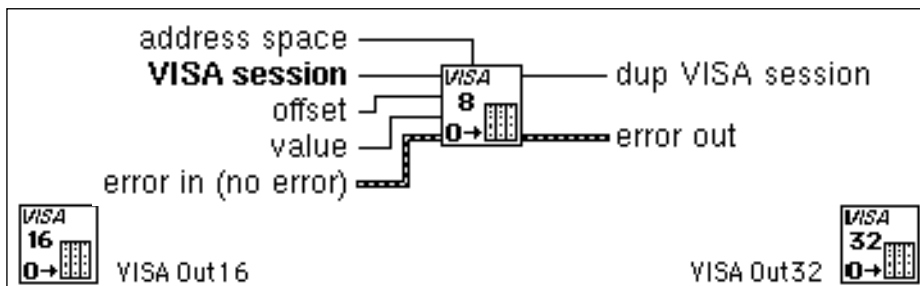 address space
VISA session
offset
value
error in (no error)
VISA
8
0→
dup VISA session
error out
VISA
16
0→
VISA Out16
VISA Out32
VISA
32
0→